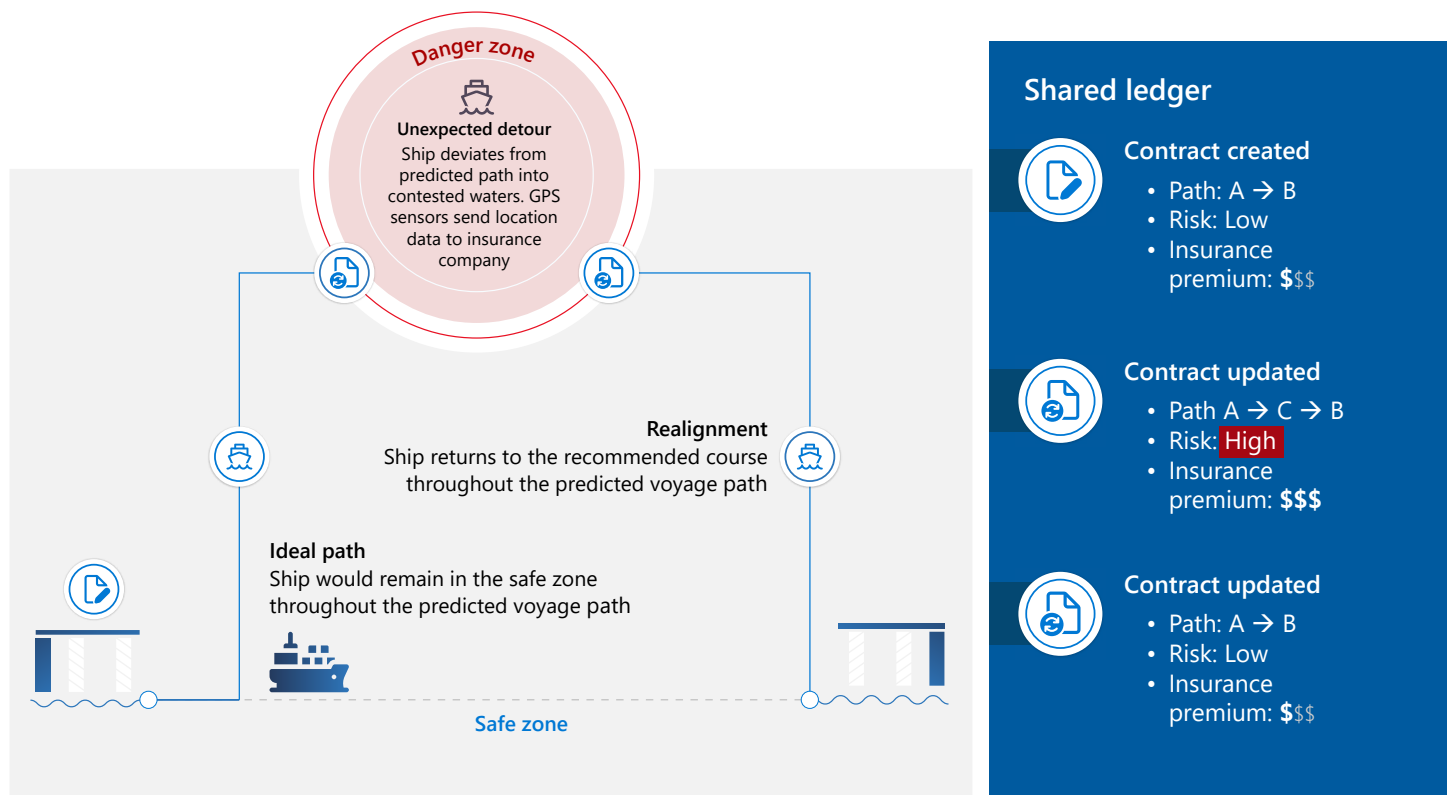 Danger zone
Unexpected detour
Ship deviates from
predicted path into
contested waters. GPS
sensors send location
data to insurance
company
Realignment
Ship returns to the recommended course
throughout the predicted voyage path
Ideal path
Ship would remain in the safe zone
throughout the predicted voyage path
Safe zone
Shared ledger
Contract created
• Path: A → B
• Risk: Low
• Insurance
premium: $$$
Contract updated
• Path A → C → B
• Risk: High
• Insurance
premium: $$$
Contract updated
• Path: A → B
• Risk: Low
• Insurance
premium: $$$